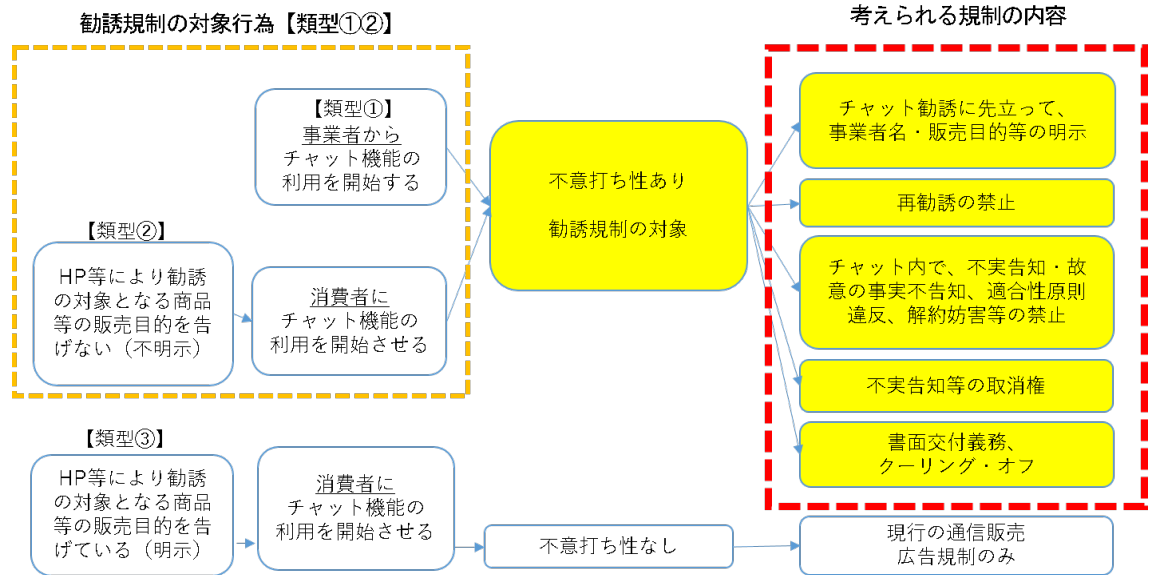 勧誘規制の対象行為【類型①②】
考えられる規制の内容
【類型①】
事業者から
チャット機能の
利用を開始する
【類型②】
HP等により勧誘
の対象となる商品
等の販売目的を告
げない（不明示）
消費者に
チャット機能の
利用を開始させる
不意打ち性あり
勧誘規制の対象
チャット勧誘に先立って、
事業者名・販売目的等の明示
再勧誘の禁止
チャット内で、不実告知・故
意の事実不告知、適合性原則
違反、解約妨害等の禁止
不実告知等の取消権
書面交付義務、
クーリング・オフ
【類型③】
HP等により勧誘
の対象となる商品
等の販売目的を告
げている（明示）
消費者に
チャット機能の
利用を開始させる
不意打ち性なし
現行の通信販売
広告規制のみ